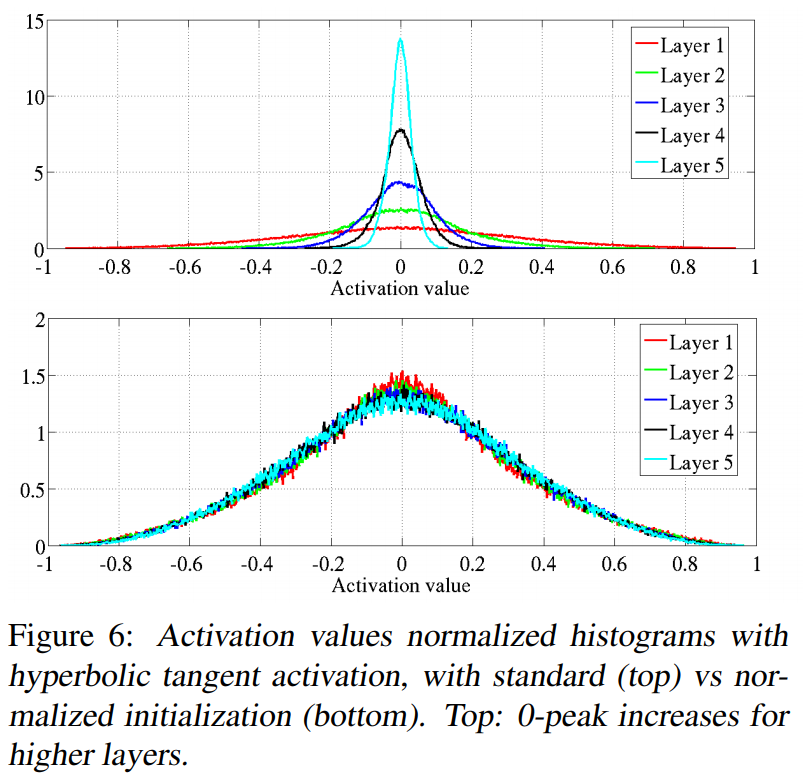 15
10
5
0
-1 -0.8 -0.6 -0.4 -0.2 0 0.2 0.4 0.6 0.8 1
Activation value
Layer 1
Layer 2
Layer 3
Layer 4
Layer 5
2
1.5
1
0.5
0
-1 -0.8 -0.6 -0.4 -0.2 0 0.2 0.4 0.6 0.8 1
Activation value
Layer 1
Layer 2
Layer 3
Layer 4
Layer 5
Figure 6: Activation values normalized histograms with
hyperbolic tangent activation, with standard (top) vs nor-
malized initialization (bottom). Top: 0-peak increases for
higher layers.